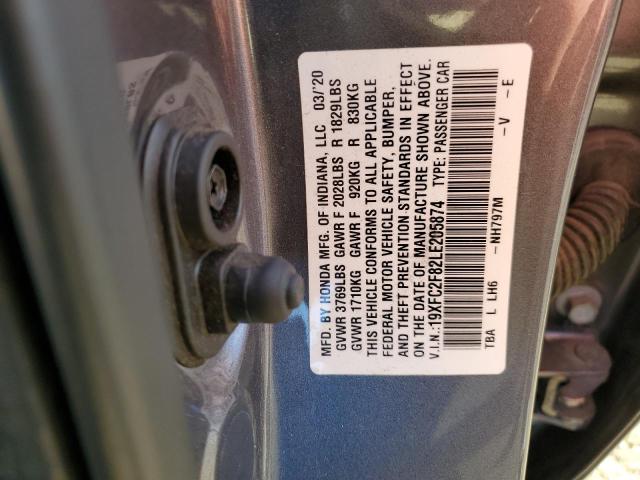 MFD. BY HONDA MFG. OF INDIANA, LLC 03/'20
GVWR 3769LBS GAWR F 2028LBS R 1829LBS
GVWR 1710KG GAWR F 920KG R 830KG
THIS VEHICLE CONFORMS TO ALL APPLICABLE
FEDERAL MOTOR VEHICLE SAFETY, BUMPER,
AND THEFT PREVENTION STANDARDS IN EFFECT
ON THE DATE OF MANUFACTURE SHOWN ABOVE.
V.I.N.:19XFC2F82LE205874 TYPE: PASSENGER CAR
TBA L LH6 -NH797M -V -E